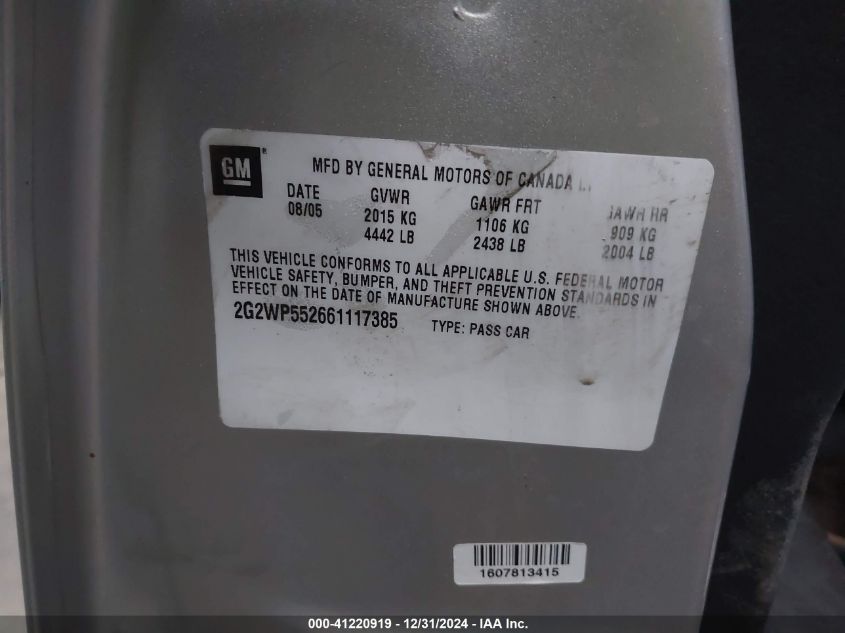 GM ®
MFD BY GENERAL MOTORS OF CANADA
DATE GVWR GAWR FRT GAWR RR
08/05 2015 KG 1106 KG 909 KG
4442 LB 2438 LB 2004 LB
THIS VEHICLE CONFORMS TO ALL APPLICABLE U.S. FEDERAL MOTOR
VEHICLE SAFETY, BUMPER, AND THEFT PREVENTION STANDARDS IN
EFFECT ON THE DATE OF MANUFACTURE SHOWN ABOVE.
2G2WP552661117385 TYPE: PASS CAR
1607813415
000-41220919 - 12/31/2024 - IAA Inc.